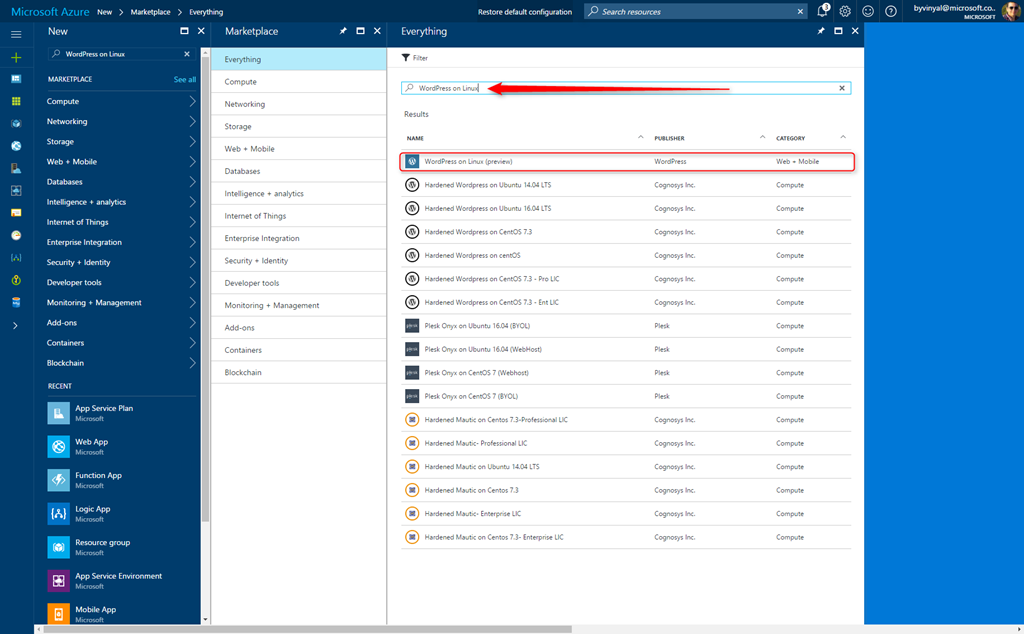 Microsoft Azure New > Marketplace > Everything
Restore default configuration
Search resources
3
byvinyal@microsoft.co...
MICROSOFT
New
WordPress on Linux
MARKETPLACE See all
Compute
Networking
Storage
Web + Mobile
Databases
Intelligence + analytics
Internet of Things
Enterprise Integration
Security + Identity
Developer tools
Monitoring + Management
Add-ons
Containers
Blockchain
RECENT
App Service Plan
Microsoft
Web App
Microsoft
Function App
Microsoft
Logic App
Microsoft
Resource group
Microsoft
App Service Environment
Microsoft
Mobile App
Microsoft
Marketplace
Everything
Compute
Networking
Storage
Web + Mobile
Databases
Intelligence + analytics
Internet of Things
Enterprise Integration
Security + Identity
Developer tools
Monitoring + Management
Add-ons
Containers
Blockchain
Everything
Filter
WordPress on Linux
Results
NAME PUBLISHER CATEGORY
WordPress on Linux (preview) WordPress Web + Mobile
Hardened Wordpress on Ubuntu 14.04 LTS Cognosys Inc. Compute
Hardened Wordpress on Ubuntu 16.04 LTS Cognosys Inc. Compute
Hardened Wordpress on CentOS 7.3 Cognosys Inc. Compute
Hardened Wordpress on centOS Cognosys Inc. Compute
Hardened Wordpress on CentOS 7.3 - Pro LIC Cognosys Inc. Compute
Hardened Wordpress on CentOS 7.3 - Ent LIC Cognosys Inc. Compute
Plesk Onyx on Ubuntu 16.04 (BYOL) Plesk Compute
Plesk Onyx on Ubuntu 16.04 (WebHost) Plesk Compute
Plesk Onyx on CentOS 7 (Webhost) Plesk Compute
Plesk Onyx on CentOS 7 (BYOL) Plesk Compute
Hardened Mautic on Centos 7.3-Professional LIC Cognosys Inc. Compute
Hardened Mautic- Professional LIC Cognosys Inc. Compute
Hardened Mautic on Ubuntu 14.04 LTS Cognosys Inc. Compute
Hardened Mautic on Centos 7.3 Cognosys Inc. Compute
Hardened Mautic- Enterprise LIC Cognosys Inc. Compute
Hardened Mautic on Centos 7.3- Enterprise LIC Cognosys Inc. Compute